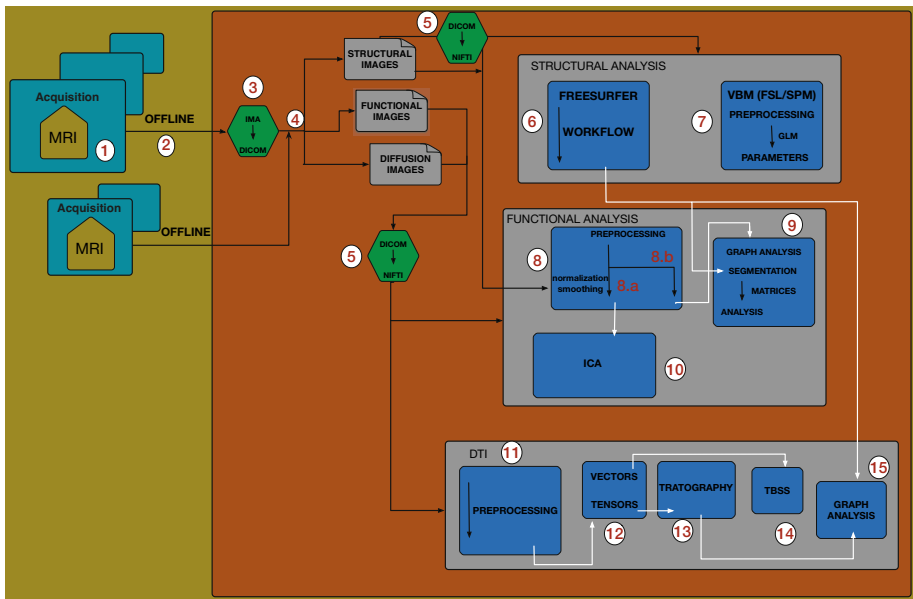 Acquisition
MRI
1
OFFLINE
2
Acquisition
MRI
OFFLINE
3
IMA
DICOM
4
STRUCTURAL
IMAGES
FUNCTIONAL
IMAGES
DIFFUSION
IMAGES
5
DICOM
NIFTI
5
DICOM
NIFTI
STRUCTURAL ANALYSIS
6
FREESURFER
WORKFLOW
7
VBM (FSL/SPM)
PREPROCESSING
GLM
PARAMETERS
FUNCTIONAL ANALYSIS
8
PREPROCESSING
8.b
normalization
smoothing
8.a
9
GRAPH ANALYSIS
SEGMENTATION
MATRICES
ANALYSIS
ICA
10
DTI
11
PREPROCESSING
VECTORS
TENSORS
12
TRATOGRAPHY
13
TBSS
14
15
GRAPH
ANALYSIS